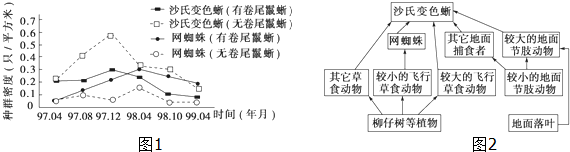 沙氏变色蜥（有卷尾鬣蜥）
沙氏变色蜥（无卷尾鬣蜥）
网蜘蛛（有卷尾鬣蜥）
网蜘蛛（无卷尾鬣蜥）
种群密度（只/平方米）
0.7
0.6
0.5
0.4
0.3
0.2
0.1
0
97.04 97.08 97.12 98.04 98.10 98.12 99.04
时间（年月）
图1
沙氏变色蜥
网蜘蛛
其它地面捕食者
较大的地面节肢动物
其它草食动物
较小的飞行草食动物
较大的飞行草食动物
较小的地面节肢动物
柳仔树等植物
地面落叶
图2